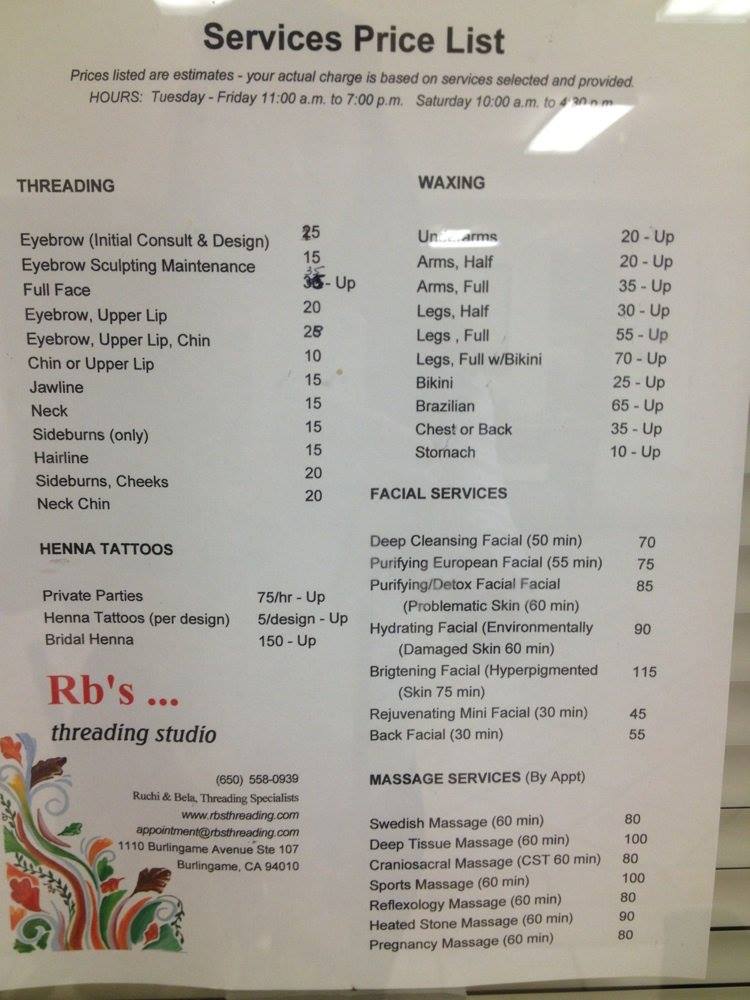 Services Price List
Prices listed are estimates - your actual charge is based on services selected and provided.
HOURS: Tuesday - Friday 11:00 a.m. to 7:00 p.m. Saturday 10:00 a.m. to 4:30 p.m.
THREADING
Eyebrow (Initial Consult & Design) 25
Eyebrow Sculpting Maintenance 15
Full Face 35 - Up
Eyebrow, Upper Lip 20
Eyebrow, Upper Lip, Chin 25
Chin or Upper Lip 10
Jawline 15
Neck 15
Sideburns (only) 15
Hairline 15
Sideburns, Cheeks 20
Neck Chin 20
HENNA TATTOOS
Private Parties 75/hr - Up
Henna Tattoos (per design) 5/design - Up
Bridal Henna 150 - Up
Rb's ...
threading studio
(650) 558-0939
Ruchi & Bela, Threading Specialists
www.rbsthreading.com
appointment@rbsthreading.com
1110 Burlingame Avenue Ste 107
Burlingame, CA 94010
WAXING
Underarms 20 - Up
Arms, Half 20 - Up
Arms, Full 35 - Up
Legs, Half 30 - Up
Legs , Full 55 - Up
Legs, Full w/Bikini 70 - Up
Bikini 25 - Up
Brazilian 65 - Up
Chest or Back 35 - Up
Stomach 10 - Up
FACIAL SERVICES
Deep Cleansing Facial (50 min) 70
Purifying European Facial (55 min) 75
Purifying/Detox Facial Facial 85
(Problematic Skin (60 min)
Hydrating Facial (Environmentally 90
(Damaged Skin 60 min)
Brigtening Facial (Hyperpigmented 115
(Skin 75 min)
Rejuvenating Mini Facial (30 min) 45
Back Facial (30 min) 55
MASSAGE SERVICES (By Appt)
Swedish Massage (60 min) 80
Deep Tissue Massage (60 min) 100
Craniosacral Massage (CST 60 min) 80
Sports Massage (60 min) 100
Reflexology Massage (60 min) 80
Heated Stone Massage (60 min) 90
Pregnancy Massage (60 min) 80